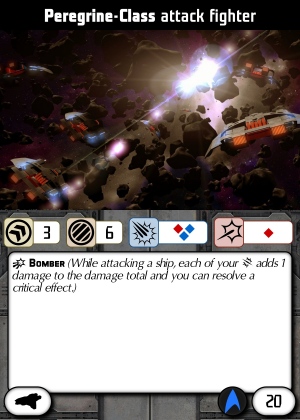 Peregrine-Class attack fighter
3 6
BOMBER (While attacking a ship, each of your adds 1
damage to the damage total and you can resolve a
critical effect.)
20